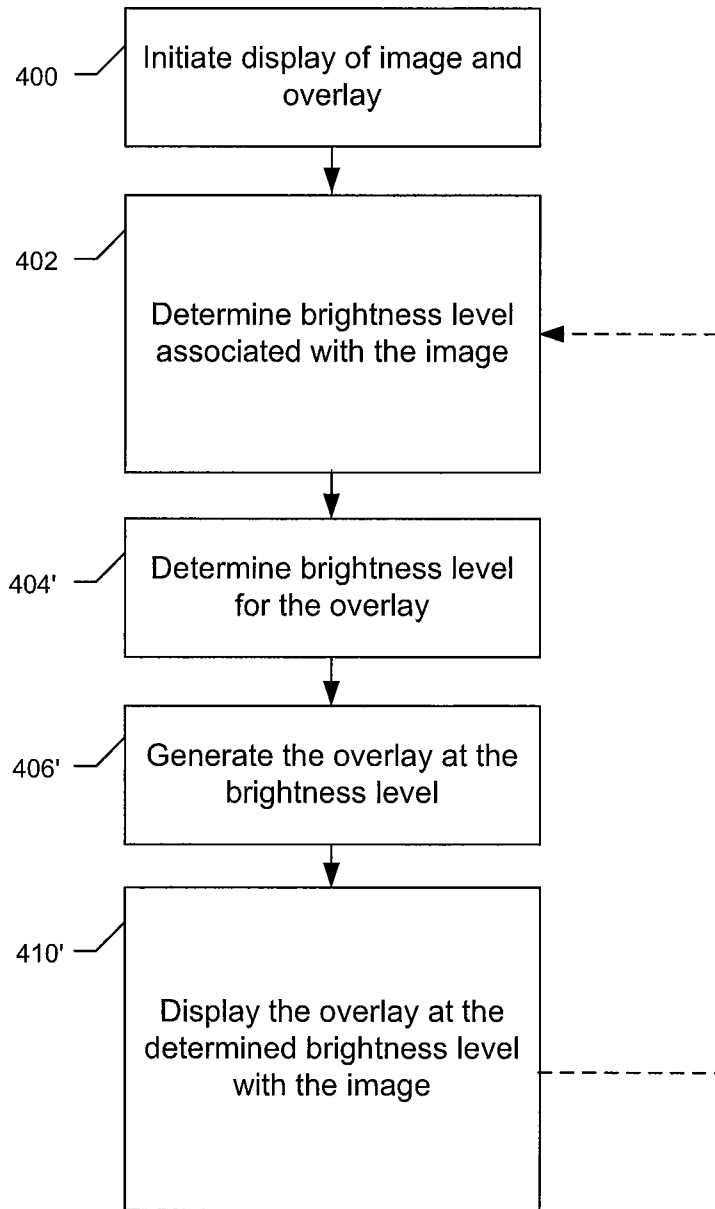 400
Initiate display of image and
overlay
402
Determine brightness level
associated with the image
404'
Determine brightness level
for the overlay
406'
Generate the overlay at the
brightness level
410'
Display the overlay at the
determined brightness level
with the image